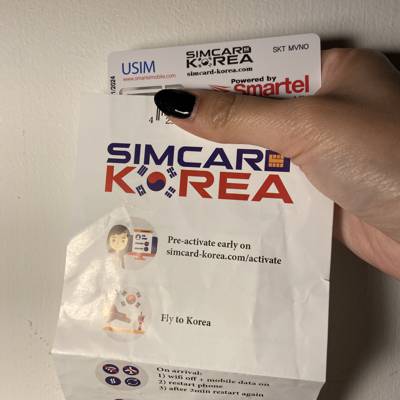 USIM
www.smartelmobile.com
SIMCARD
KOREA
simcard-korea.com
SKT MVNO
Powered by
Smartel
/2024
4
SIMCARD
KOREA
Pre-activate early on
simcard-korea.com/activate
Fly to Korea
On arrival:
1) wifi off + mobile data on
2) restart phone
3) after 2min restart again